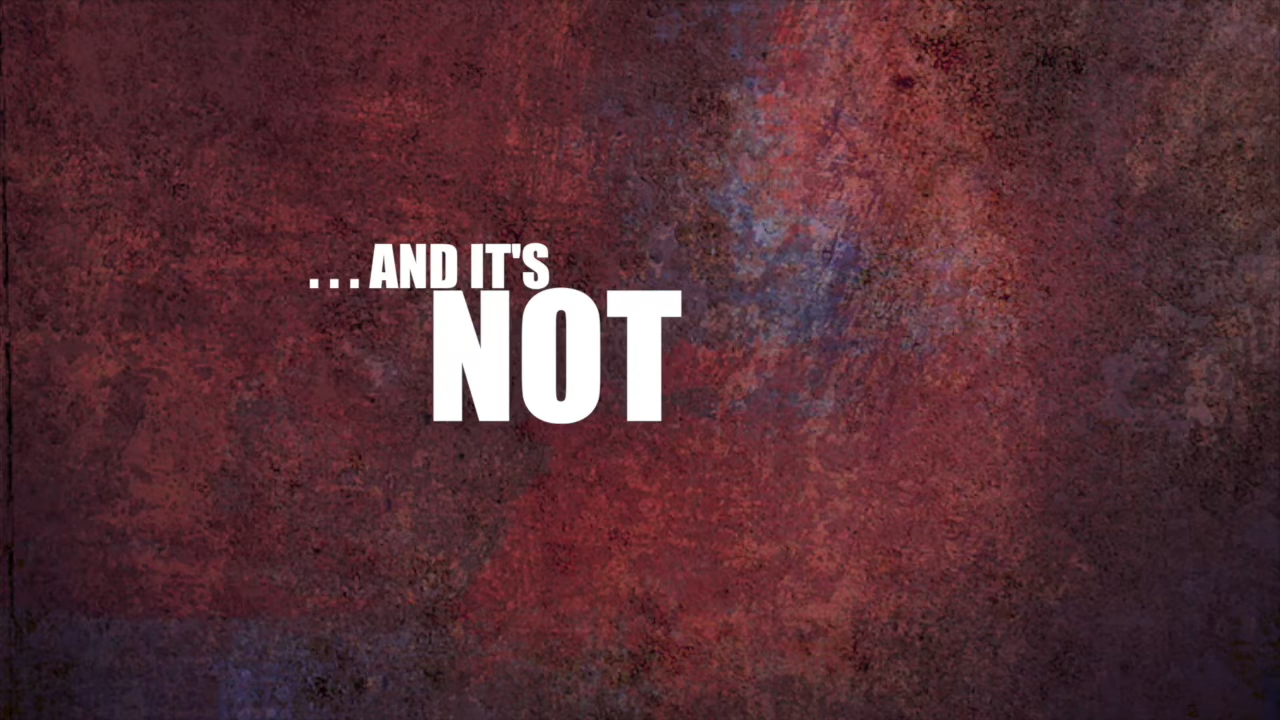 . . . AND IT'S
NOT